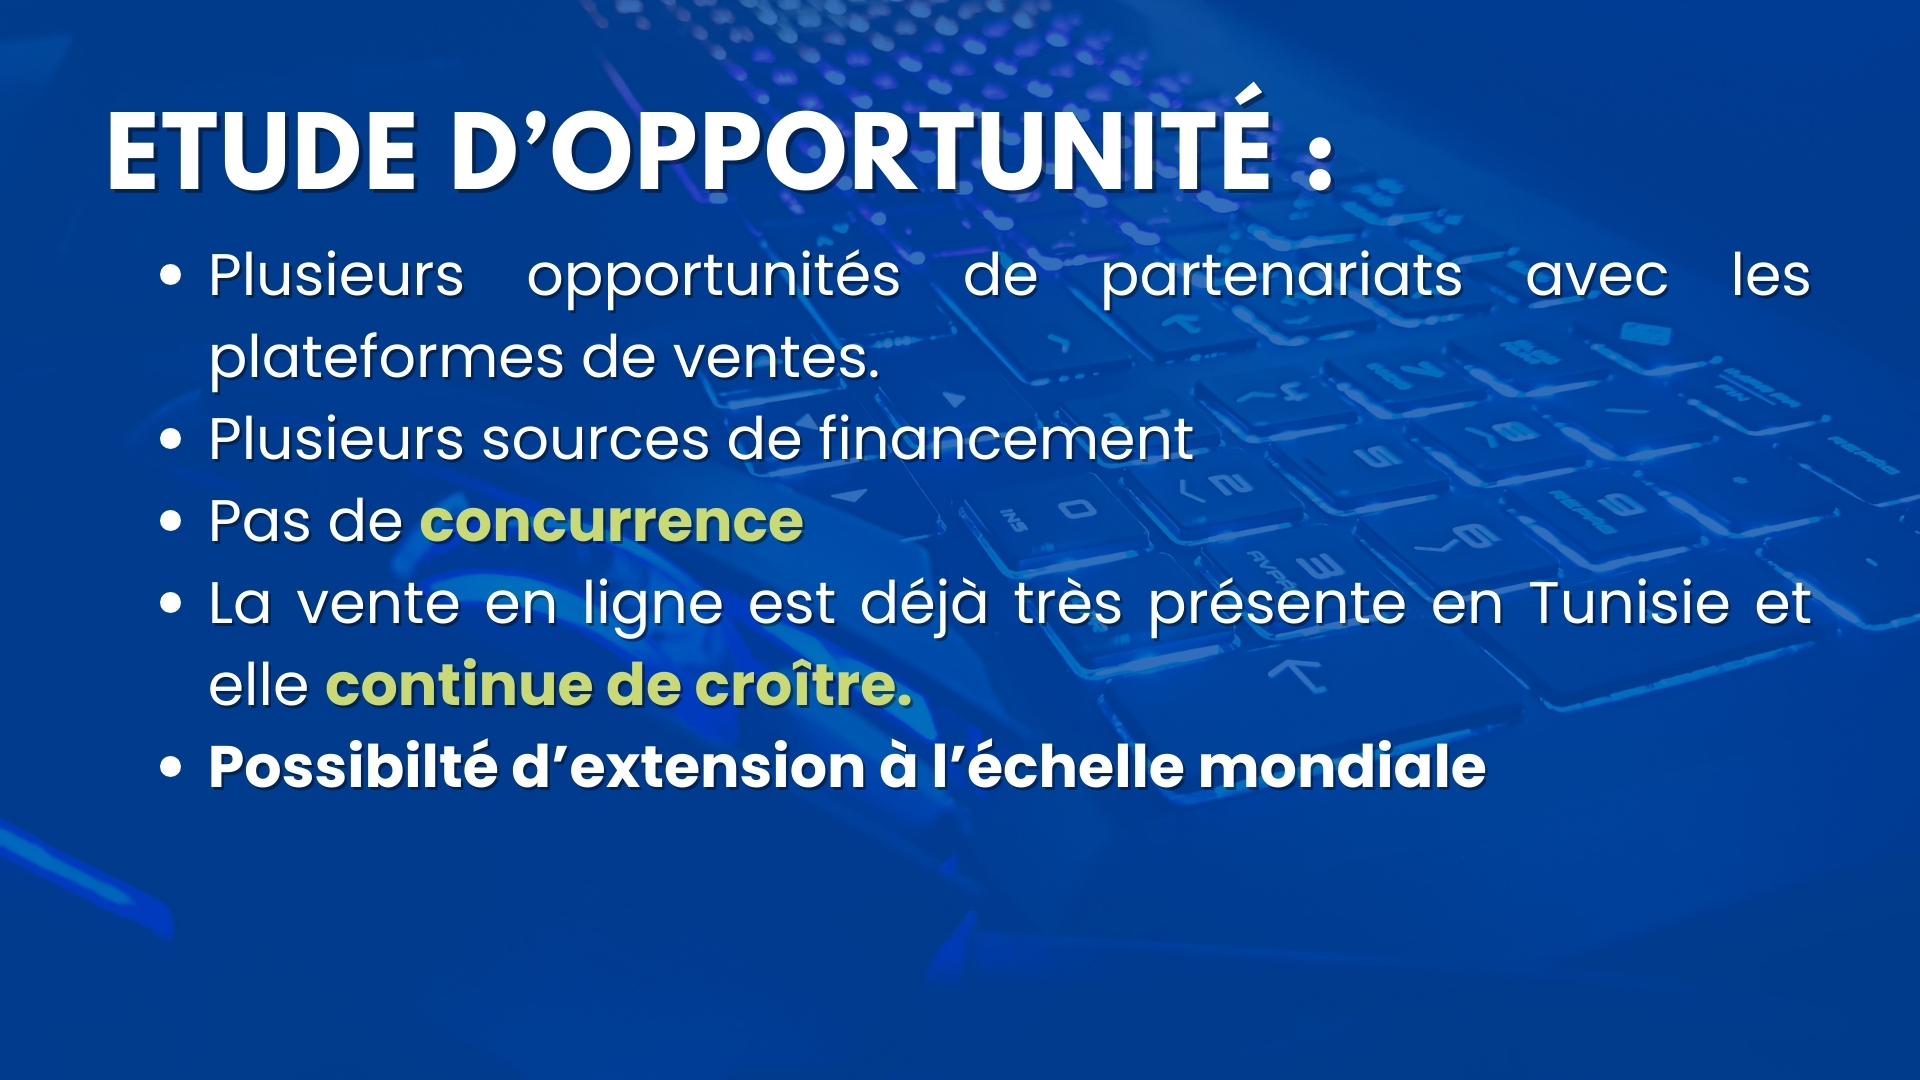 ETUDE D’OPPORTUNITÉ :
• Plusieurs opportunités de partenariats avec les
plateformes de ventes.
• Plusieurs sources de financement
• Pas de concurrence
• La vente en ligne est déjà très présente en Tunisie et
elle continue de croître.
• Possibilté d’extension à l’échelle mondiale